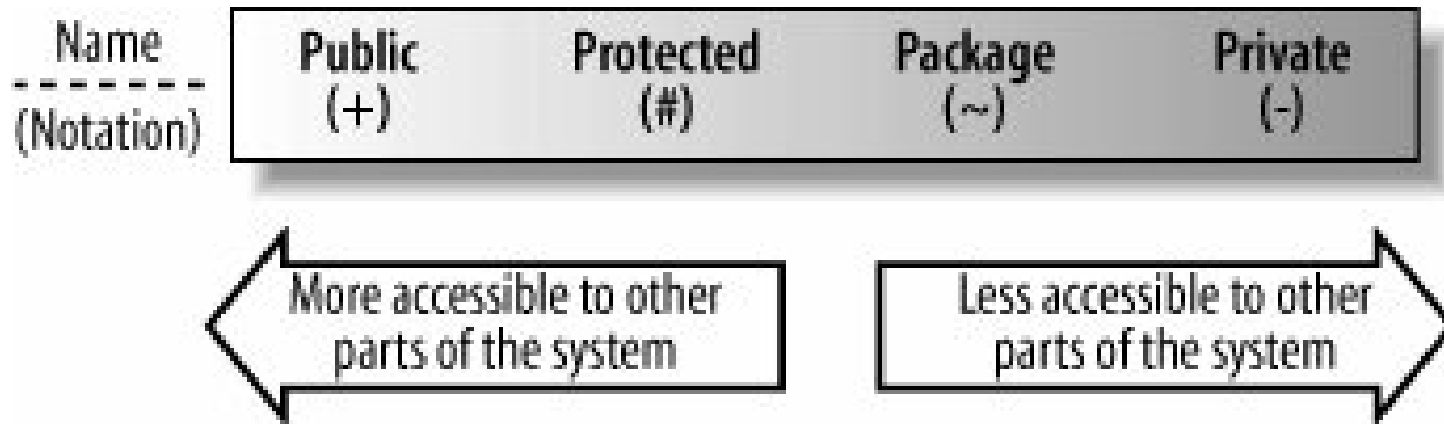 Name
(Notation)
Public
(+)
Protected
(#)
Package
(~)
Private
(-)
More accessible to other
parts of the system
Less accessible to other
parts of the system